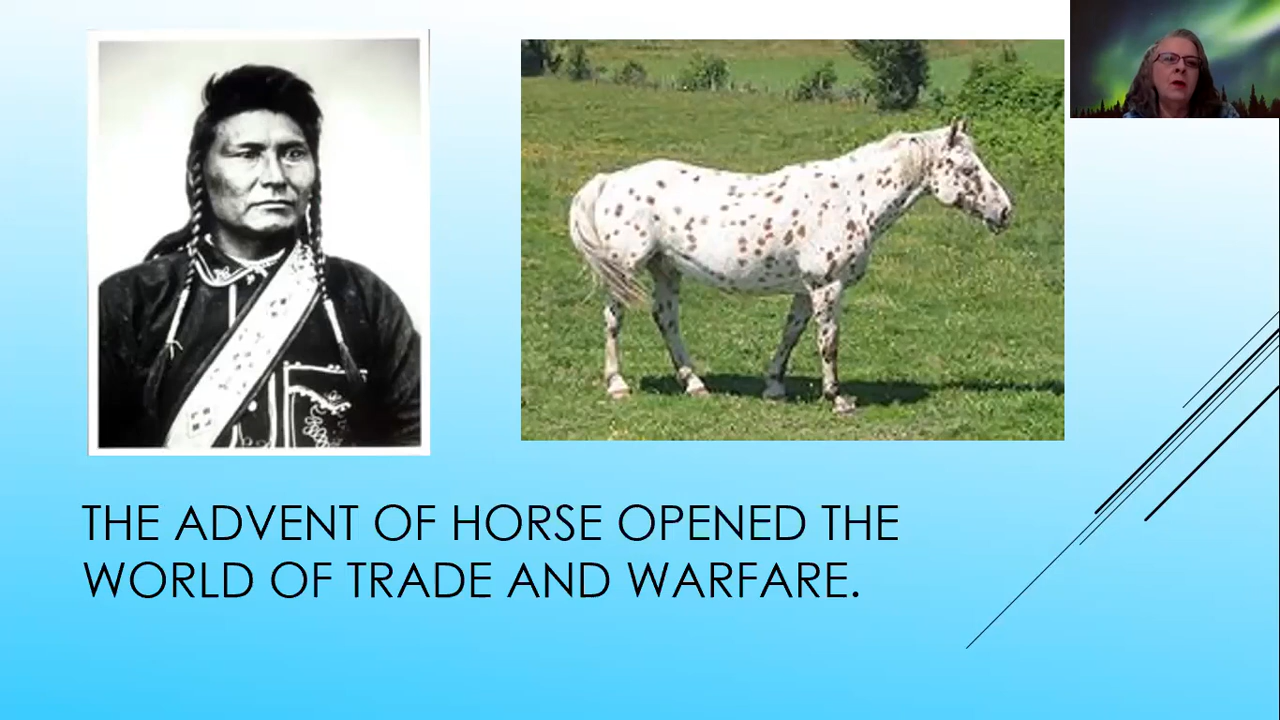 THE ADVENT OF HORSE OPENED THE
WORLD OF TRADE AND WARFARE.